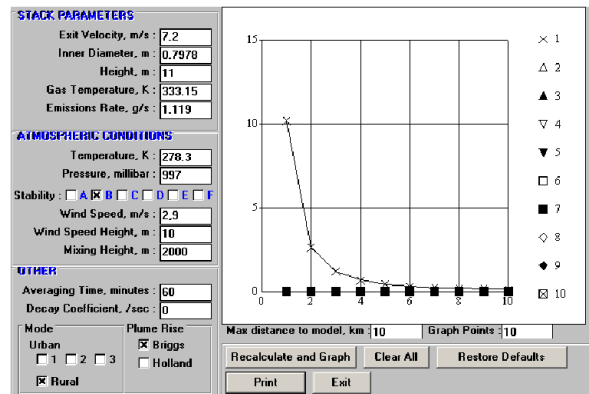 STACK PARAMETERS
Exit Velocity, m/s : 7.2
Inner Diameter, m : 0.7978
Height, m : 11
Gas Temperature, K : 333.15
Emissions Rate, g/s : 1.119
ATMOSPHERIC CONDITIONS
Temperature, K : 278.3
Pressure, millibar : 997
Stability : A B C D E F
Wind Speed, m/s : 2.9
Wind Speed Height, m : 10
Mixing Height, m : 2000
OTHER
Averaging Time, minutes : 60
Decay Coefficient, /sec : 0
Mode
Urban
1 2 3
Rural
Plume Rise
Briggs
Holland
15
10
5
0
0 2 4 6 8 10
1
2
3
4
5
6
7
8
9
10
Max distance to model, km : 10 Graph Points : 10
Recalculate and Graph Clear All Restore Defaults
Print Exit